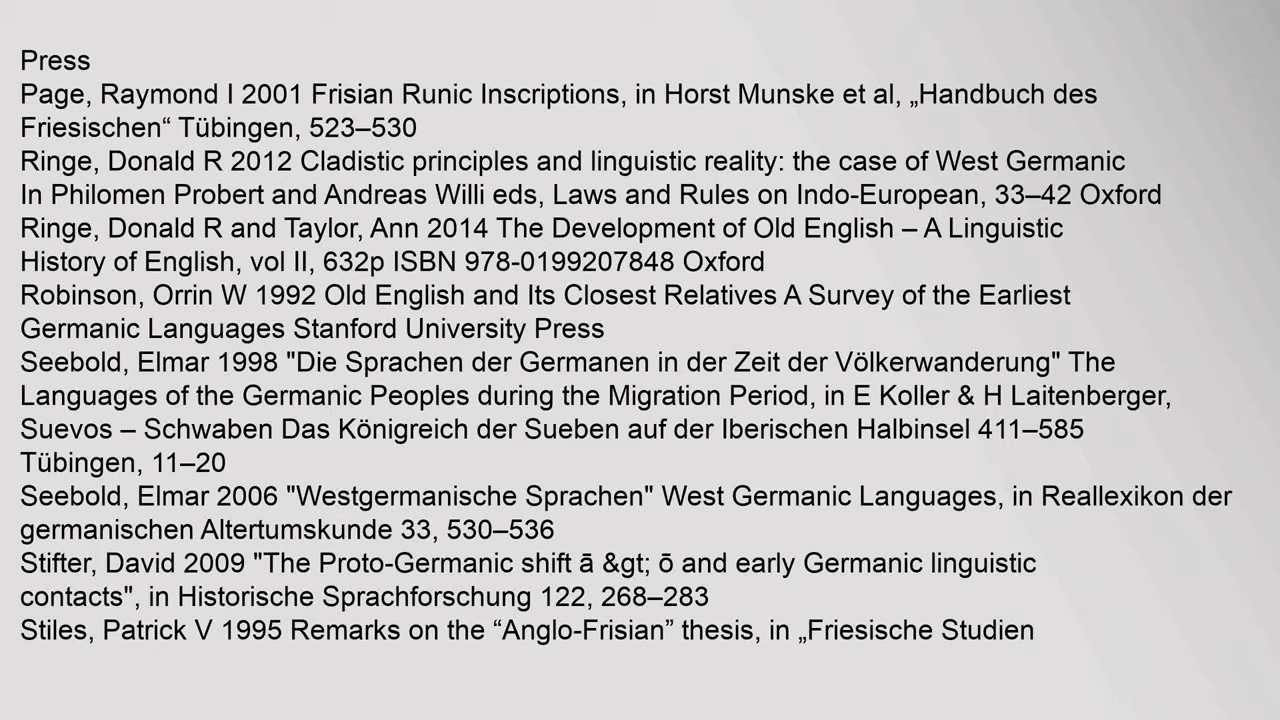 Press
Page, Raymond I 2001 Frisian Runic Inscriptions, in Horst Munske et al, „Handbuch des
Friesischen“ Tübingen, 523–530
Ringe, Donald R 2012 Cladistic principles and linguistic reality: the case of West Germanic
In Philomen Probert and Andreas Willi eds, Laws and Rules on Indo-European, 33–42 Oxford
Ringe, Donald R and Taylor, Ann 2014 The Development of Old English – A Linguistic
History of English, vol II, 632p ISBN 978-0199207848 Oxford
Robinson, Orrin W 1992 Old English and Its Closest Relatives A Survey of the Earliest
Germanic Languages Stanford University Press
Seebold, Elmar 1998 "Die Sprachen der Germanen in der Zeit der Völkerwanderung" The
Languages of the Germanic Peoples during the Migration Period, in E Koller & H Laitenberger,
Suevos – Schwaben Das Königreich der Sueben auf der Iberischen Halbinsel 411–585
Tübingen, 11–20
Seebold, Elmar 2006 "Westgermanische Sprachen" West Germanic Languages, in Reallexikon der
germanischen Altertumskunde 33, 530–536
Stifter, David 2009 "The Proto-Germanic shift ā &gt; ō and early Germanic linguistic
contacts", in Historische Sprachforschung 122, 268–283
Stiles, Patrick V 1995 Remarks on the “Anglo-Frisian” thesis, in „Friesische Studien